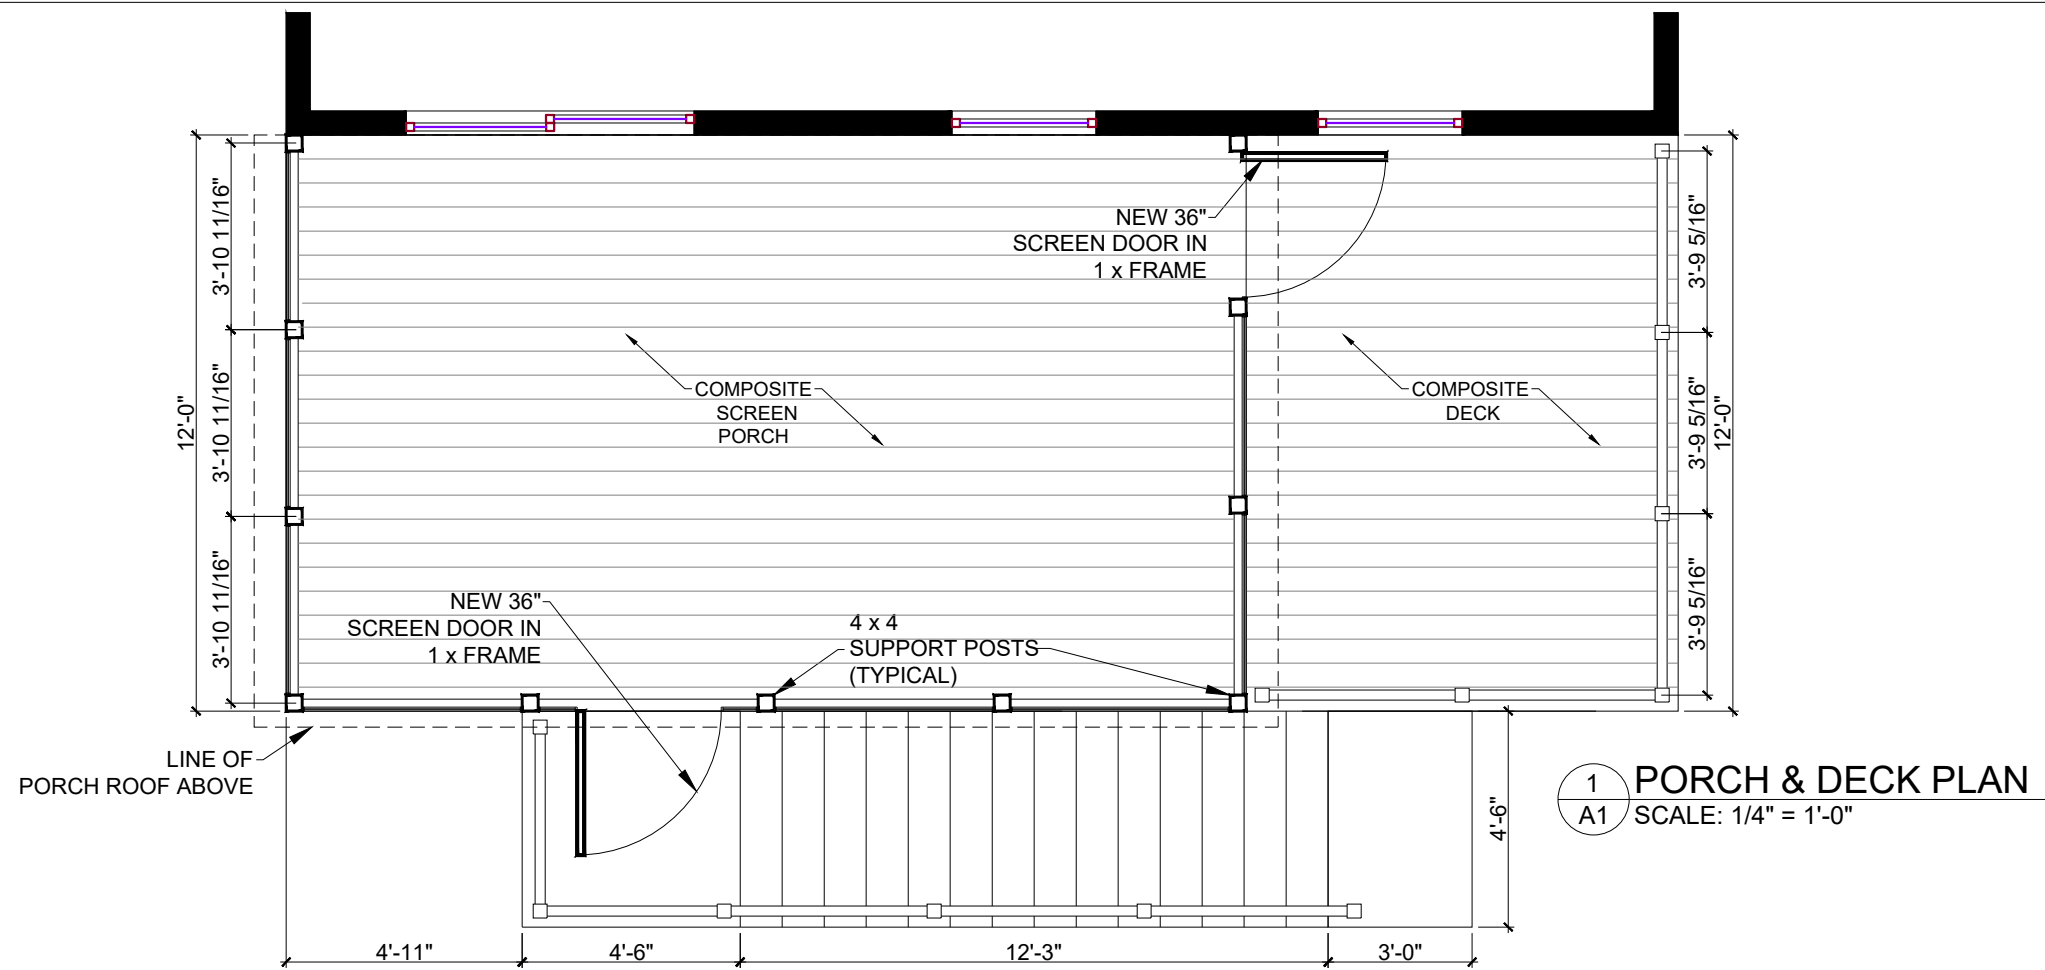 NEW 36"
SCREEN DOOR IN
1 x FRAME
3'-10 11/16"
3'-10 11/16"
3'-10 11/16"
12'-0"
COMPOSITE
SCREEN
PORCH
COMPOSITE
DECK
3'-9 5/16"
3'-9 5/16"
3'-9 5/16"
12'-0"
NEW 36"
SCREEN DOOR IN
1 x FRAME
4 x 4
SUPPORT POSTS
(TYPICAL)
LINE OF
PORCH ROOF ABOVE
4'-6"
1
A1
PORCH & DECK PLAN
SCALE: 1/4" = 1'-0"
4'-11"
4'-6"
12'-3"
3'-0"